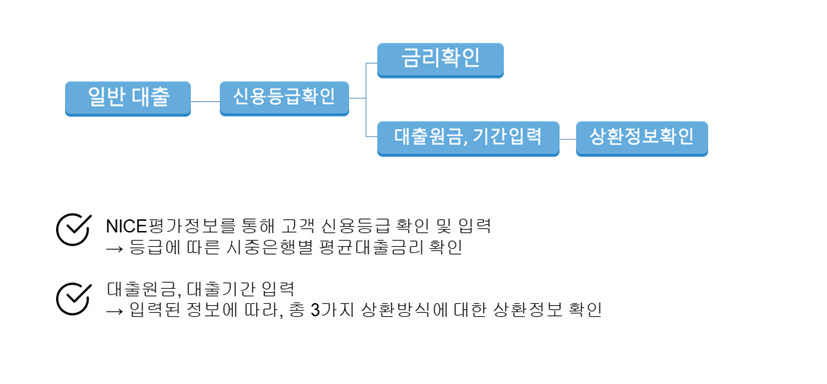 일반 대출
신용등급확인
금리확인
대출원금, 기간입력
상환정보확인
NICE평가정보를 통해 고객 신용등급 확인 및 입력
→ 등급에 따른 시중은행별 평균대출금리 확인
대출원금, 대출기간 입력
→ 입력된 정보에 따라, 총 3가지 상환방식에 대한 상환정보 확인